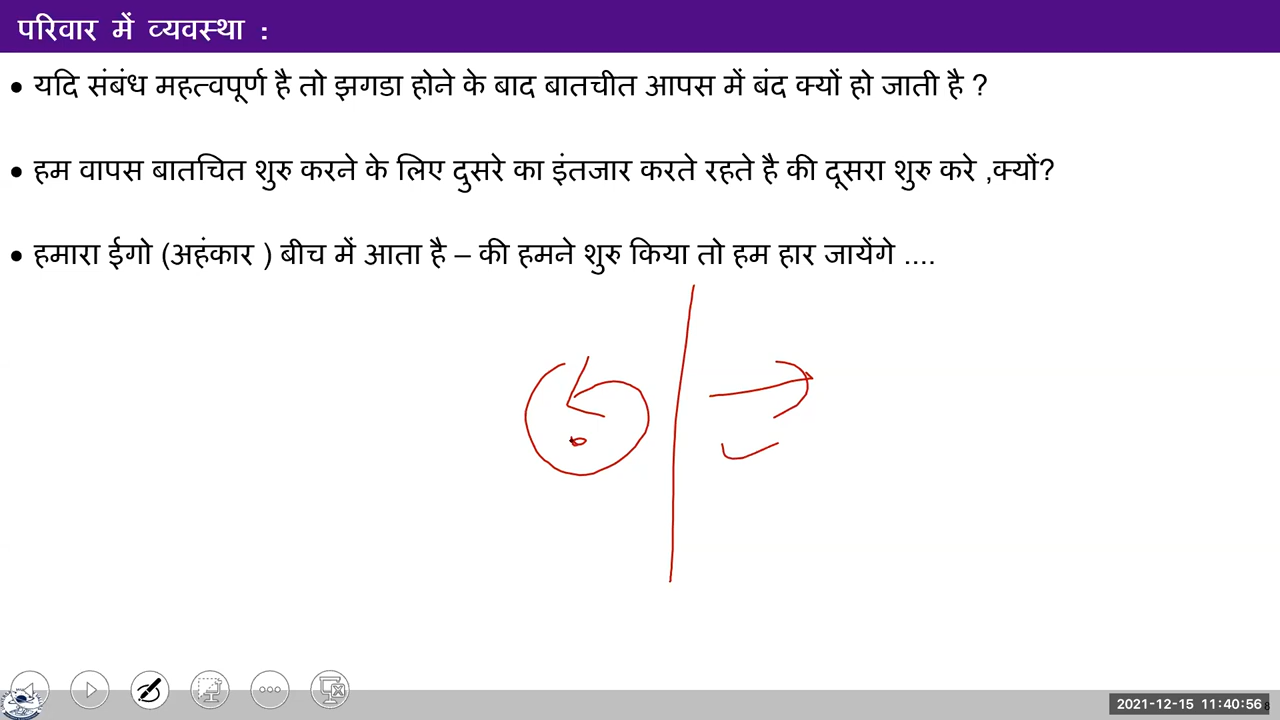 परिवार में व्यवस्था :
• यदि संबंध महत्वपूर्ण है तो झगडा होने के बाद बातचीत आपस में बंद क्यों हो जाती है ?
• हम वापस बातचित शुरु करने के लिए दुसरे का इंतजार करते रहते है की दूसरा शुरु करे ,क्यों?
• हमारा ईगो (अहंकार ) बीच में आता है – की हमने शुरु किया तो हम हार जायेंगे ....
2021-12-15 11:40:56
8